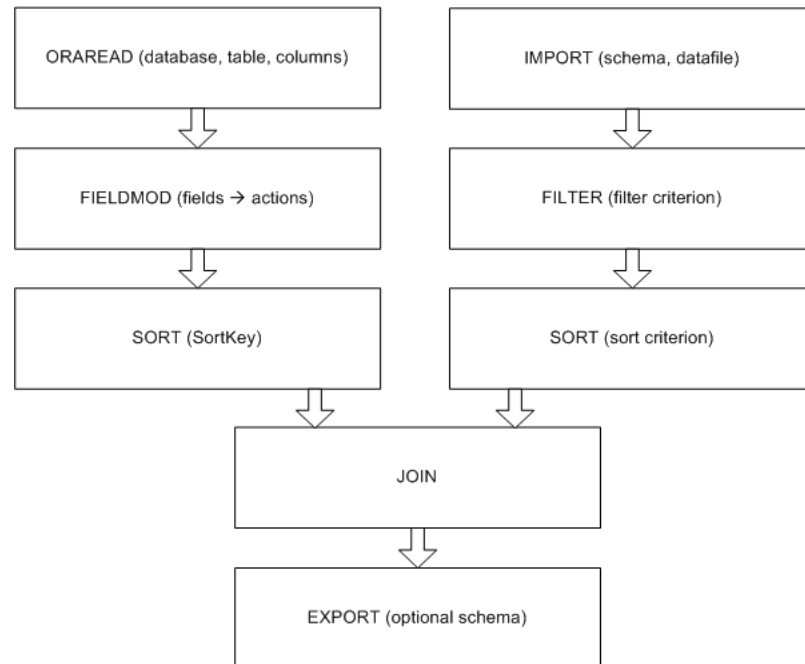 ORAREAD (database, table, columns)
IMPORT (schema, datafile)
FIELDMOD (fields → actions)
FILTER (filter criterion)
SORT (SortKey)
SORT (sort criterion)
JOIN
EXPORT (optional schema)